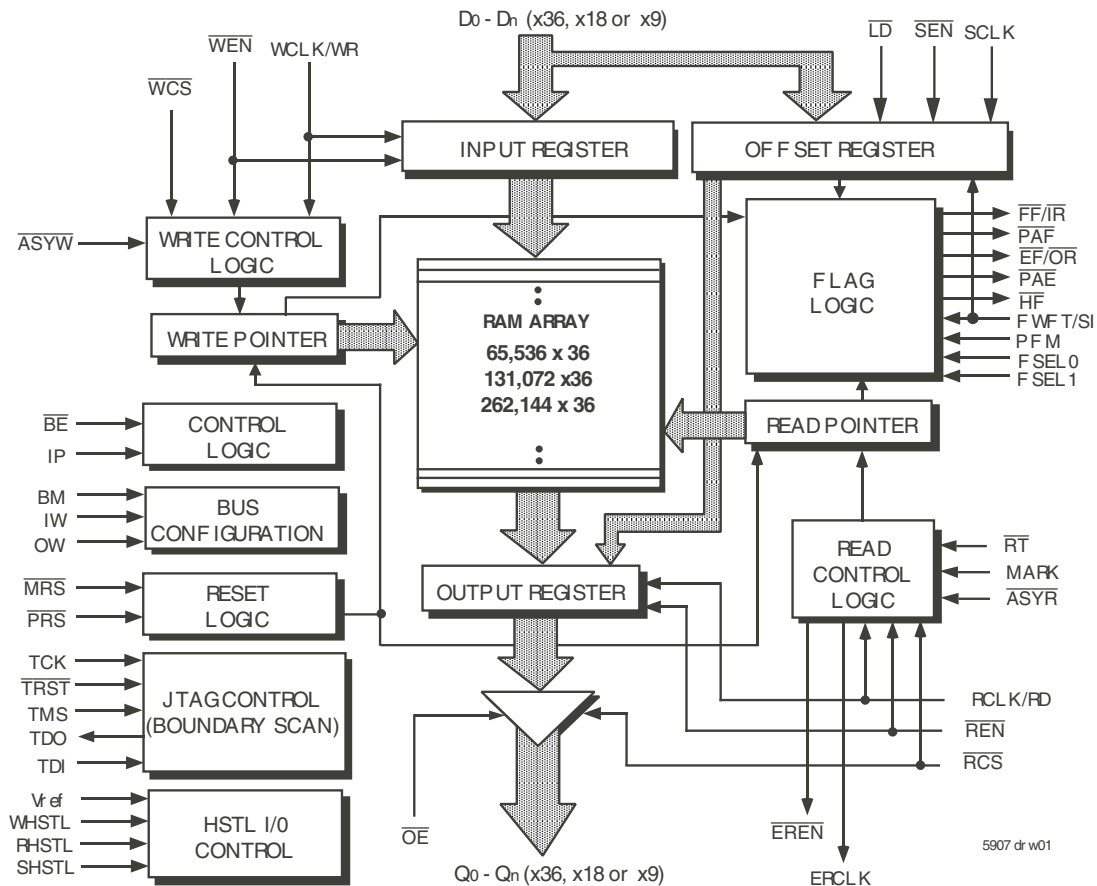 D0 - Dn (x36, x18 or x9)
WEN
WCLK/WR
WCS
LD
SEN
SCLK
INPUT REGISTER
OFFSET REGISTER
ASYW
WRITE CONTROL
LOGIC
WRITE POINTER
RAM ARRAY
65,536 x 36
131,072 x36
262,144 x 36
FLAG
LOGIC
FF/IR
PAF
EF/OR
PAE
HF
FWFT/SI
PFM
FSEL0
FSEL1
READ POINTER
BE
IP
CONTROL
LOGIC
BM
IW
OW
BUS
CONFIGURATION
MRS
PRS
RESET
LOGIC
OUTPUT REGISTER
READ
CONTROL
LOGIC
RT
MARK
ASYR
TCK
TRST
TMS
TDO
TDI
JTAG CONTROL
(BOUNDARY SCAN)
RCLK/RD
REN
RCS
Vref
WHSTL
RHSTL
SHSTL
HSTL I/0
CONTROL
OE
EREN
ERCLK
Q0 - Qn (x36, x18 or x9)
5907 drw01